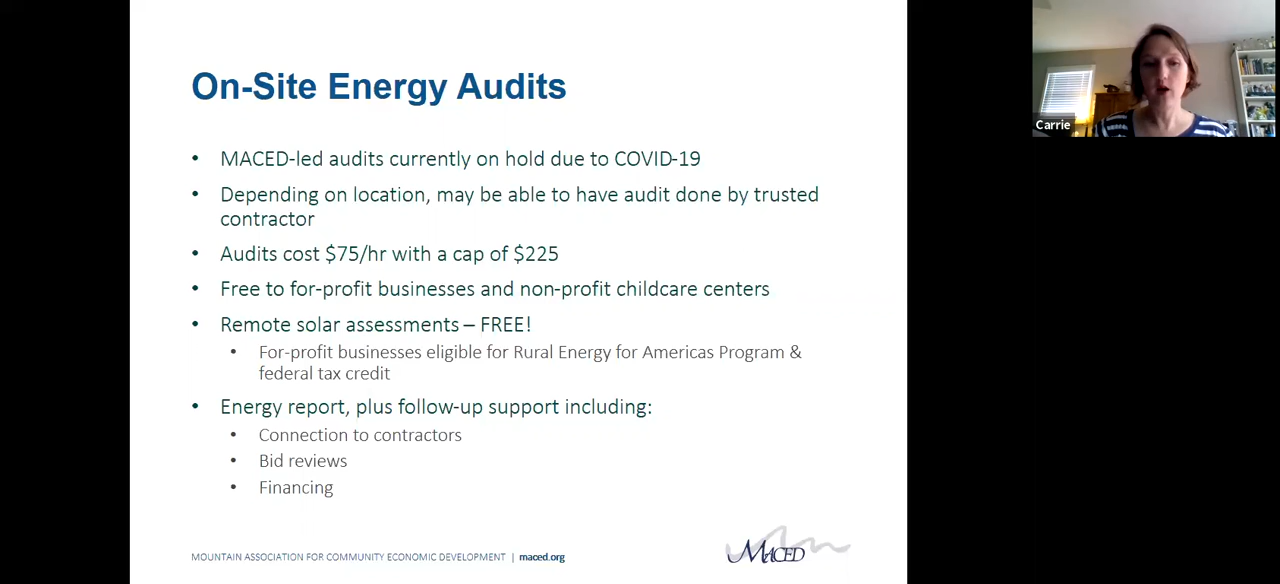 On-Site Energy Audits
Carrie
• MACED-led audits currently on hold due to COVID-19
• Depending on location, may be able to have audit done by trusted
contractor
• Audits cost $75/hr with a cap of $225
• Free to for-profit businesses and non-profit childcare centers
• Remote solar assessments – FREE!
• For-profit businesses eligible for Rural Energy for Americas Program &
federal tax credit
• Energy report, plus follow-up support including:
• Connection to contractors
• Bid reviews
• Financing
MOUNTAIN ASSOCIATION FOR COMMUNITY ECONOMIC DEVELOPMENT | maced.org
MACED